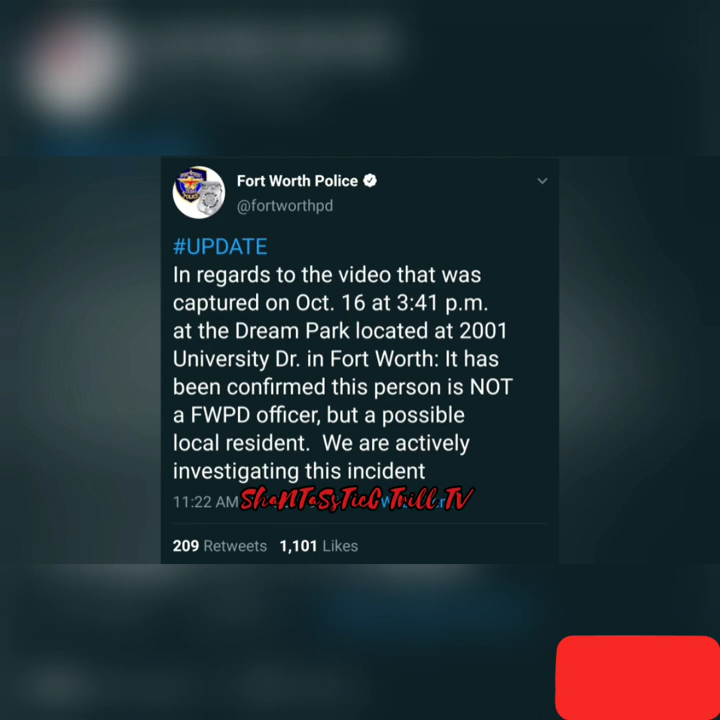 Fort Worth Police
@fortworthpd
#UPDATE
In regards to the video that was
captured on Oct. 16 at 3:41 p.m.
at the Dream Park located at 2001
University Dr. in Fort Worth: It has
been confirmed this person is NOT
a FWPD officer, but a possible
local resident. We are actively
investigating this incident
11:22 AM ShaNTaSsTicC Trill TV
209 Retweets 1,101 Likes